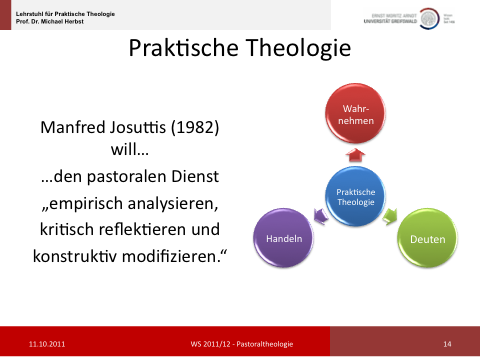 Lehrstuhl für Praktische Theologie
Prof. Dr. Michael Herbst
ERNST MORITZ ARNDT
UNIVERSITÄT GREIFSWALD
Praktische Theologie
Manfred Josuttis (1982)
will…
…den pastoralen Dienst
„empirisch analysieren,
kritisch reflektieren und
konstruktiv modifizieren.“
Wahr-
nehmen
Praktische
Theologie
Handeln
Deuten
11.10.2011
WS 2011/12 - Pastoraltheologie
14